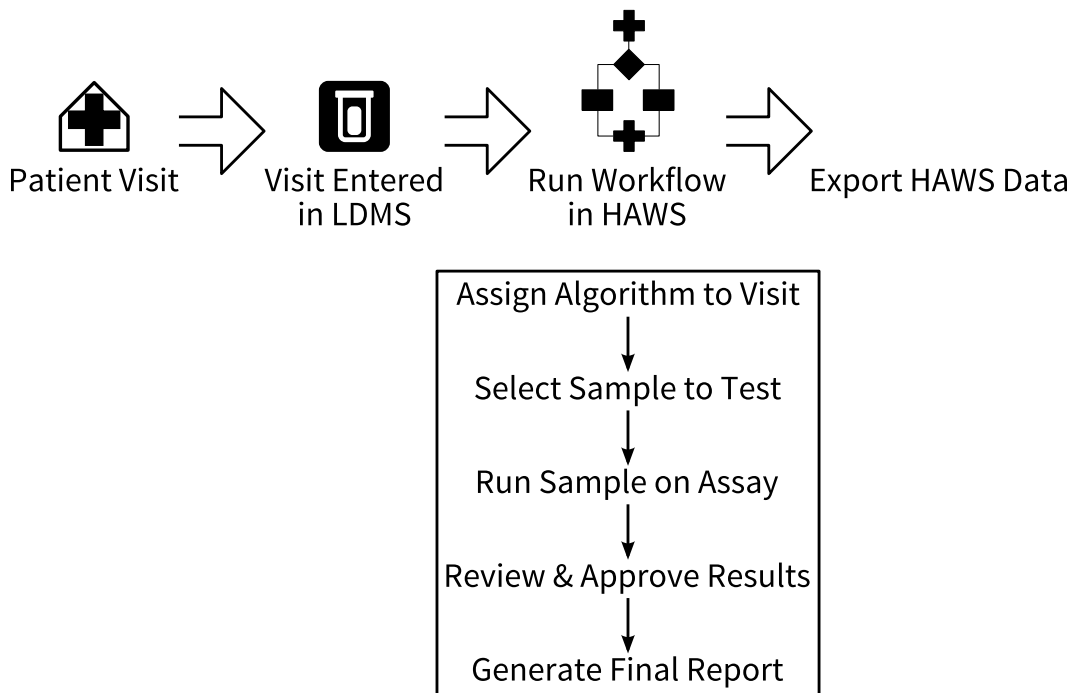 Patient Visit
Visit Entered
in LDMS
Run Workflow
in HAWS
Export HAWS Data
Assign Algorithm to Visit
Select Sample to Test
Run Sample on Assay
Review & Approve Results
Generate Final Report